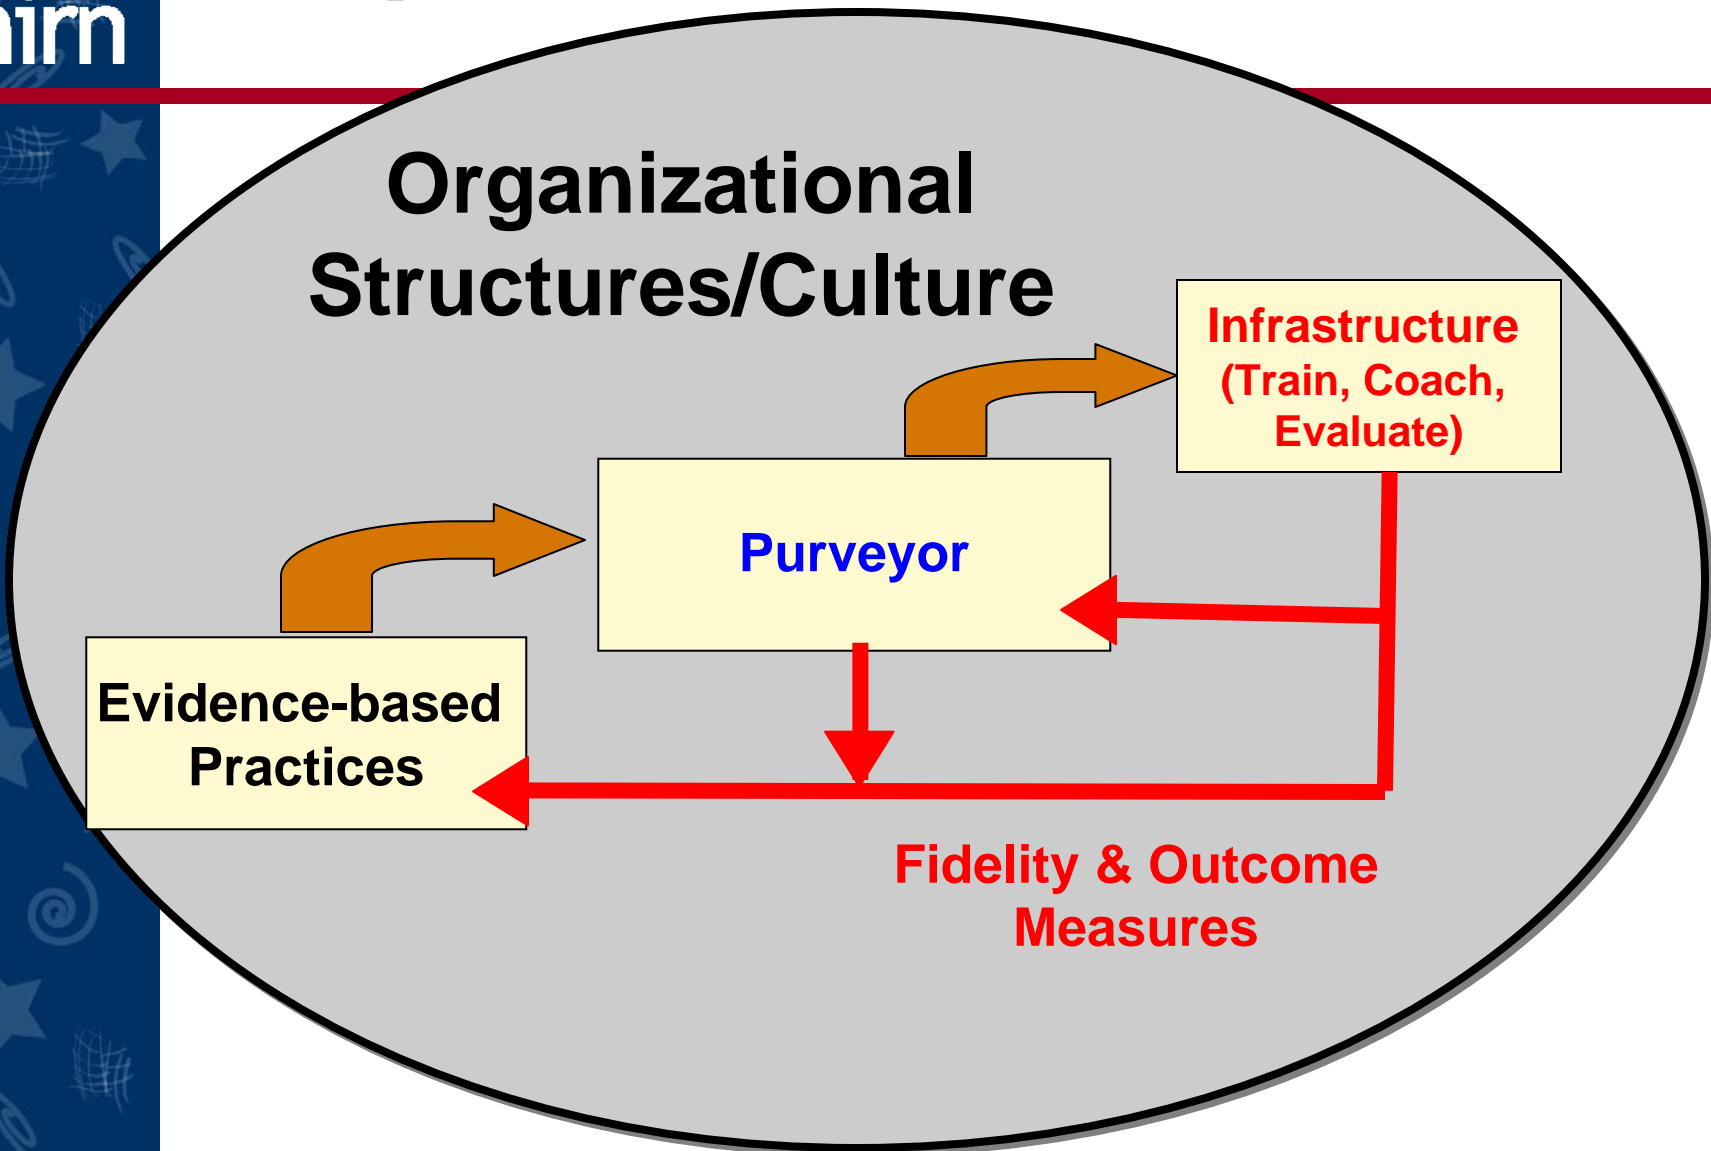 Organizational
Structures/Culture
Infrastructure
(Train, Coach,
Evaluate)
Purveyor
Evidence-based
Practices
Fidelity & Outcome
Measures